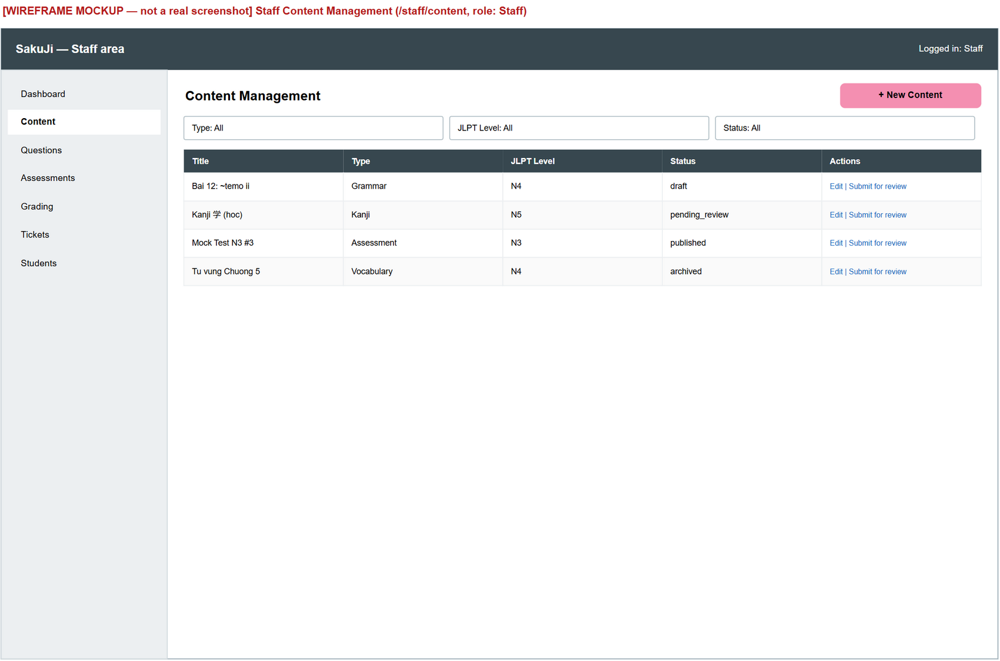 [WIREFRAME MOCKUP — not a real screenshot] Staff Content Management (/staff/content, role: Staff)
SakuJi — Staff area
Logged in: Staff
Dashboard
Content
Questions
Assessments
Grading
Tickets
Students
Content Management
+ New Content
Type: All
JLPT Level: All
Status: All
Title Type JLPT Level Status Actions
Bai 12: ~temo ii Grammar N4 draft Edit | Submit for review
Kanji 学 (hoc) Kanji N5 pending_review Edit | Submit for review
Mock Test N3 #3 Assessment N3 published Edit | Submit for review
Tu vung Chuong 5 Vocabulary N4 archived Edit | Submit for review